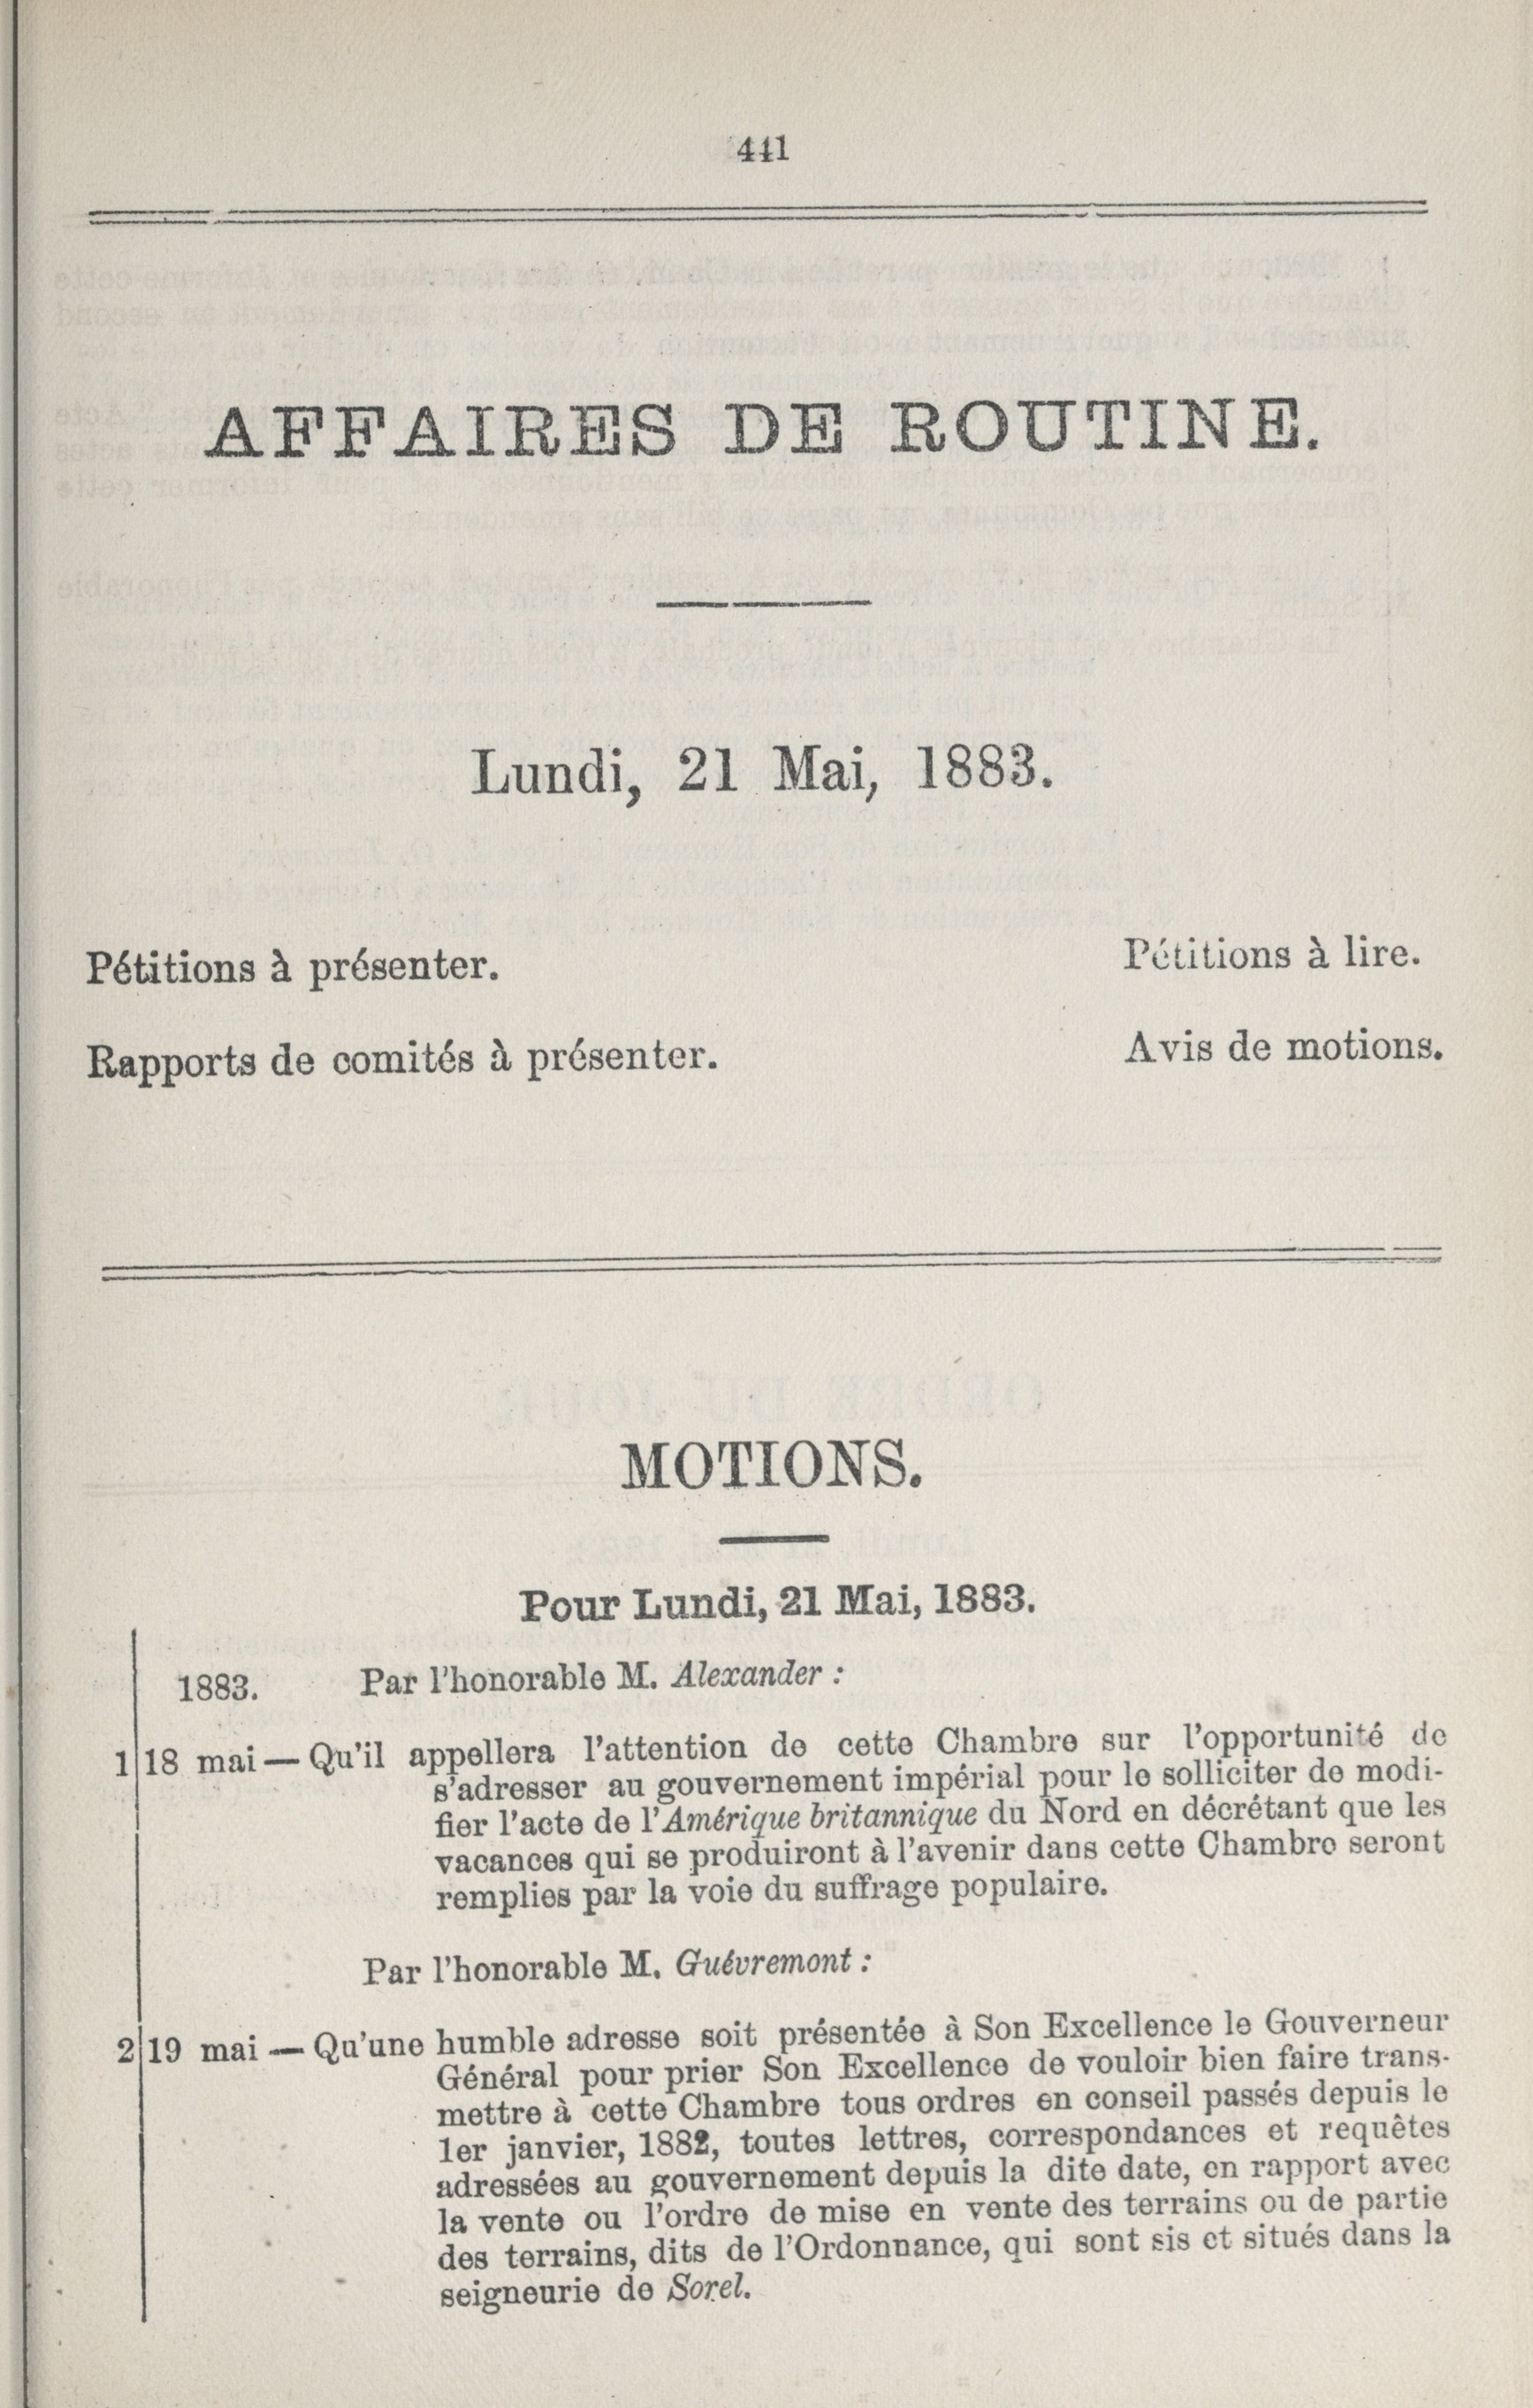 441
AFFAIRES DE ROUTINE.
Lundi, 21 Mai, 1883.
Pétitions à présenter.
Pétitions à lire.
Rapports de comités à présenter.
Avis de motions.
MOTIONS.
Pour Lundi, 21 Mai, 1883.
1883. Par l'honorable M. Alexander :
1 18 mai — Qu'il appellera l'attention de cette Chambre sur l'opportunité de
s'adresser au gouvernement impérial pour le solliciter de modi-
fier l'acte de l'Amérique britannique du Nord en décrétant que les
vacances qui se produiront à l'avenir dans cette Chambre seront
remplies par la voie du suffrage populaire.
Par l'honorable M. Guévremont :
2 19 mai — Qu'une humble adresse soit présentée à Son Excellence le Gouverneur
Général pour prier Son Excellence de vouloir bien faire trans-
mettre à cette Chambre tous ordres en conseil passés depuis le
1er janvier, 1882, toutes lettres, correspondances et requêtes
adressées au gouvernement depuis la dite date, en rapport avec
la vente ou l'ordre de mise en vente des terrains ou de partie
des terrains, dits de l'Ordonnance, qui sont sis et situés dans la
seigneurie de Sorel.